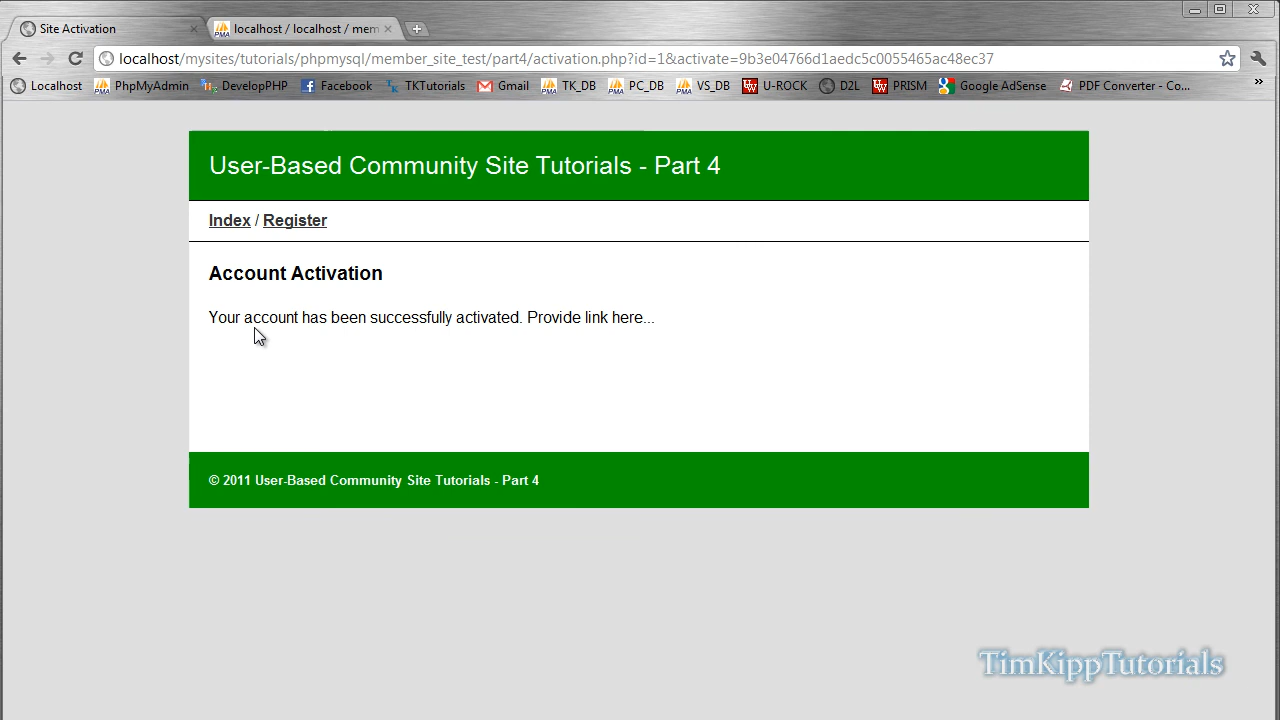 Site Activation
localhost / localhost / mem
localhost/mysites/tutorials/phpmysql/member_site_test/part4/activation.php?id=1&activate=9b3e04766d1aedc5c0055465ac48ec37
Localhost PhpMyAdmin DevelopPHP Facebook TKTutorials Gmail TK_DB PC_DB VS_DB U-ROCK D2L PRISM Google AdSense PDF Converter - Co... »
User-Based Community Site Tutorials - Part 4
Index / Register
Account Activation
Your account has been successfully activated. Provide link here...
© 2011 User-Based Community Site Tutorials - Part 4
TimKippTutorials